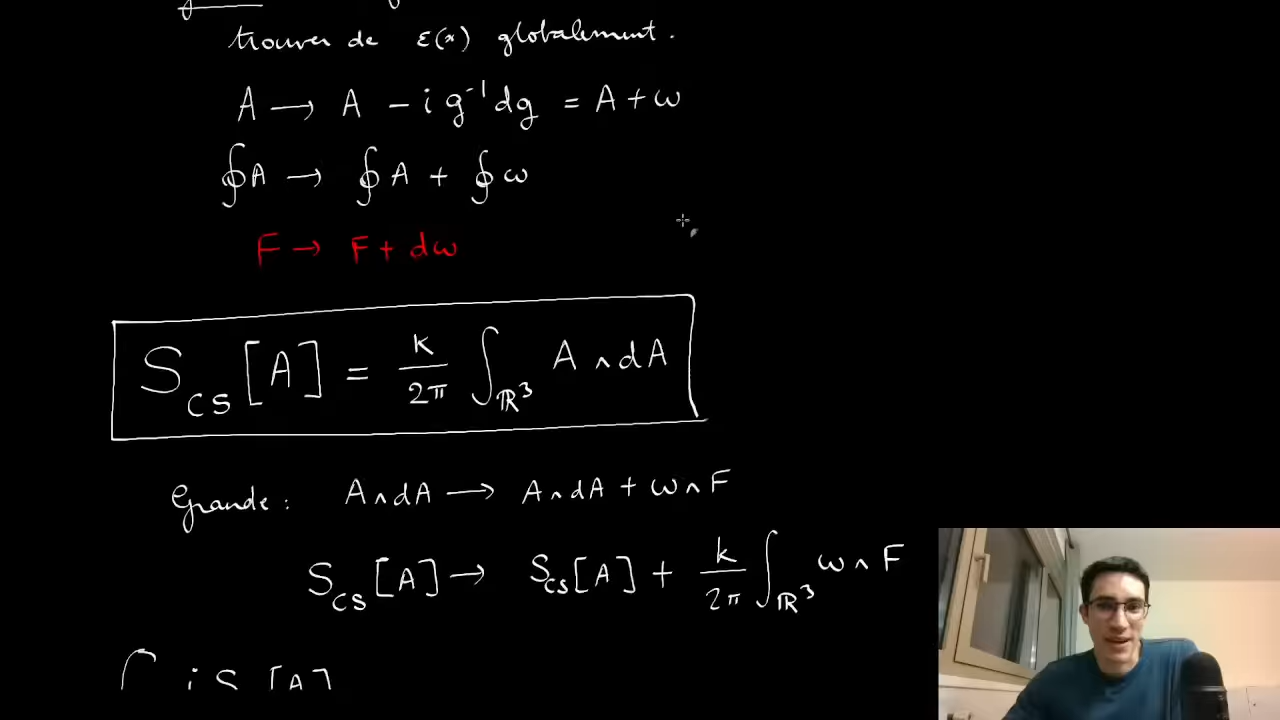 trouver de ε(x) globalement.
A → A - i g⁻¹dg = A + ω
∮A → ∮A + ∮ω
F → F + dω
S_CS[A] = k/2π ∫_ℝ³ A ∧ dA
Grande : A ∧ dA → A ∧ dA + ω ∧ F
S_CS[A] → S_CS[A] + k/2π ∫_ℝ³ ω ∧ F
∫ i S [A]